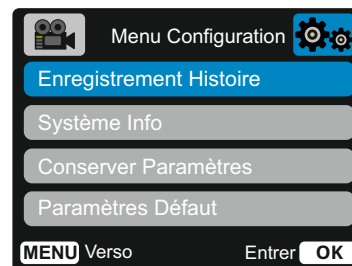 Menu Configuration
Enregistrement Histoire
Système Info
Conserver Paramètres
Paramètres Défaut
MENU Verso Entrer OK